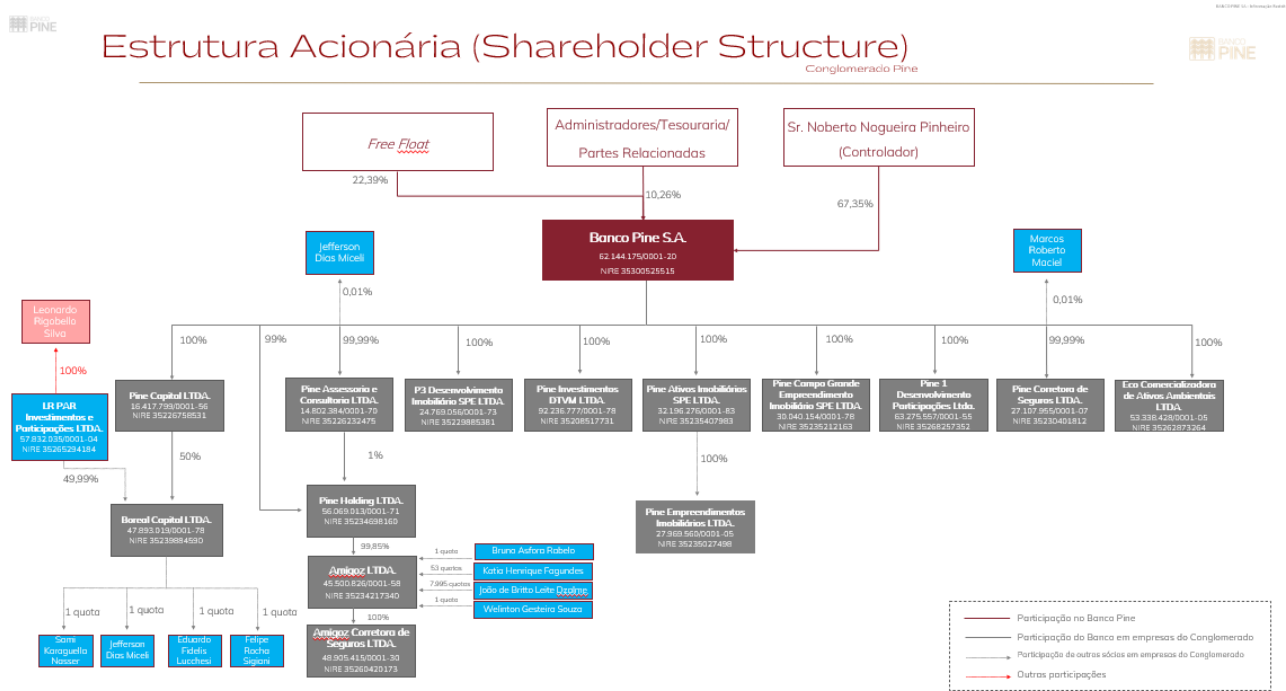 BANCO
PINE
Estrutura Acionária (Shareholder Structure)
Conglomerado Pine
BANCO
PINE
Free Float
Administradores/Tesouraria/
Partes Relacionadas
Sr. Noberto Nogueira Pinheiro
(Controlador)
22,39%
10,26%
67,35%
Banco Pine S.A.
62.144.175/0001-20
NIRE 35300525515
Jefferson
Dias Miceli
Marcos
Roberto
Maciel
0,01%
0,01%
Leonardo
Rigobello
Silva
100%
100%
99%
99,99%
100%
100%
100%
100%
100%
99,99%
100%
LR PAR
Investimentos e
Participações LTDA.
57.832.035/0001-04
NIRE 35265294184
Pine Capital LTDA.
16.417.799/0001-56
NIRE 35226758531
Pine Assessoria e
Consultoria LTDA.
14.802.384/0001-70
NIRE 35226232475
P3 Desenvolvimento
Imobiliário SPE LTDA.
24.769.056/0001-73
NIRE 35229885381
Pine Investimentos
DTVM LTDA.
92.236.777/0001-78
NIRE 35208517731
Pine Ativos Imobiliários
SPE LTDA.
32.196.276/0001-83
NIRE 35235407983
Pine Campo Grande
Empreendimento
Imobiliário SPE LTDA.
30.040.154/0001-78
NIRE 35235212163
Pine 1
Desenvolvimento
Participações Ltda.
63.275.557/0001-55
NIRE 35268257352
Pine Corretora de
Seguros LTDA.
27.107.955/0001-07
NIRE 35230401812
Eco Comercializadora
de Ativos Ambientais
LTDA.
53.338.428/0001-05
NIRE 35262873264
49,99%
50%
1%
100%
Boreal Capital LTDA.
47.893.019/0001-78
NIRE 35239884590
Pine Holding LTDA.
56.069.013/0001-71
NIRE 35234698160
Pine Empreendimentos
Imobiliários LTDA.
27.969.560/0001-05
NIRE 35235027498
99,85%
Amigoz LTDA.
45.500.826/0001-58
NIRE 35234217340
1 quota
Bruno Asfora Rabelo
53 quotas
Katia Henrique Fagundes
7.995 quotas
João de Britto Leite Dzialme
1 quota
Welinton Gesteira Souza
100%
Amigoz Corretora de
Seguros LTDA.
48.905.415/0001-30
NIRE 35260420173
1 quota
1 quota
1 quota
1 quota
Sami
Karaguella
Nasser
Jefferson
Dias Miceli
Eduardo
Fidelis
Lucchesi
Felipe
Rocha
Sigiani
Participação no Banco Pine
Participação do Banco em empresas do Conglomerado
Participação de outros sócios em empresas do Conglomerado
Outras participações